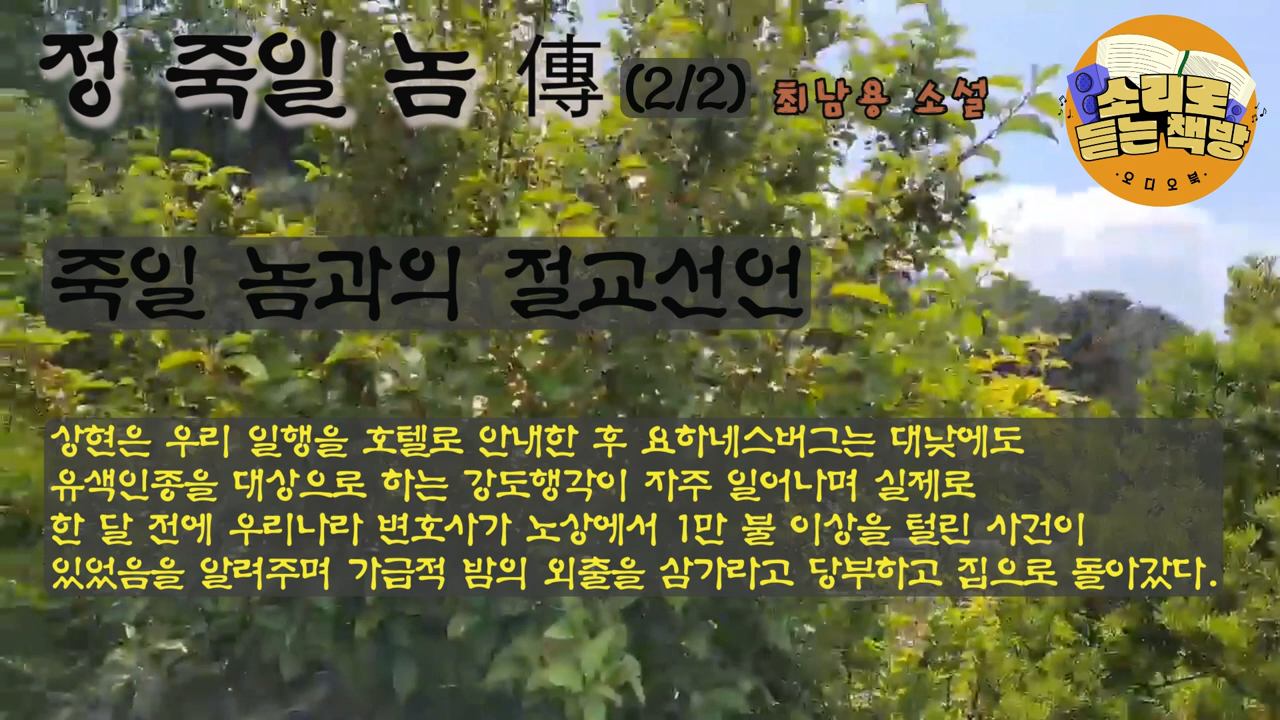 정 죽일 놈 傳 (2/2) 최남용 소설
소리로
듣는 책방
·오디오북·
죽일 놈과의 절교선언
상현은 우리 일행을 호텔로 안내한 후 요하네스버그는 대낮에도
유색인종을 대상으로 하는 강도행각이 자주 일어나며 실제로
한 달 전에 우리나라 변호사가 노상에서 1만 불 이상을 털린 사건이
있었음을 알려주며 가급적 밤의 외출을 삼가라고 당부하고 집으로 돌아갔다.